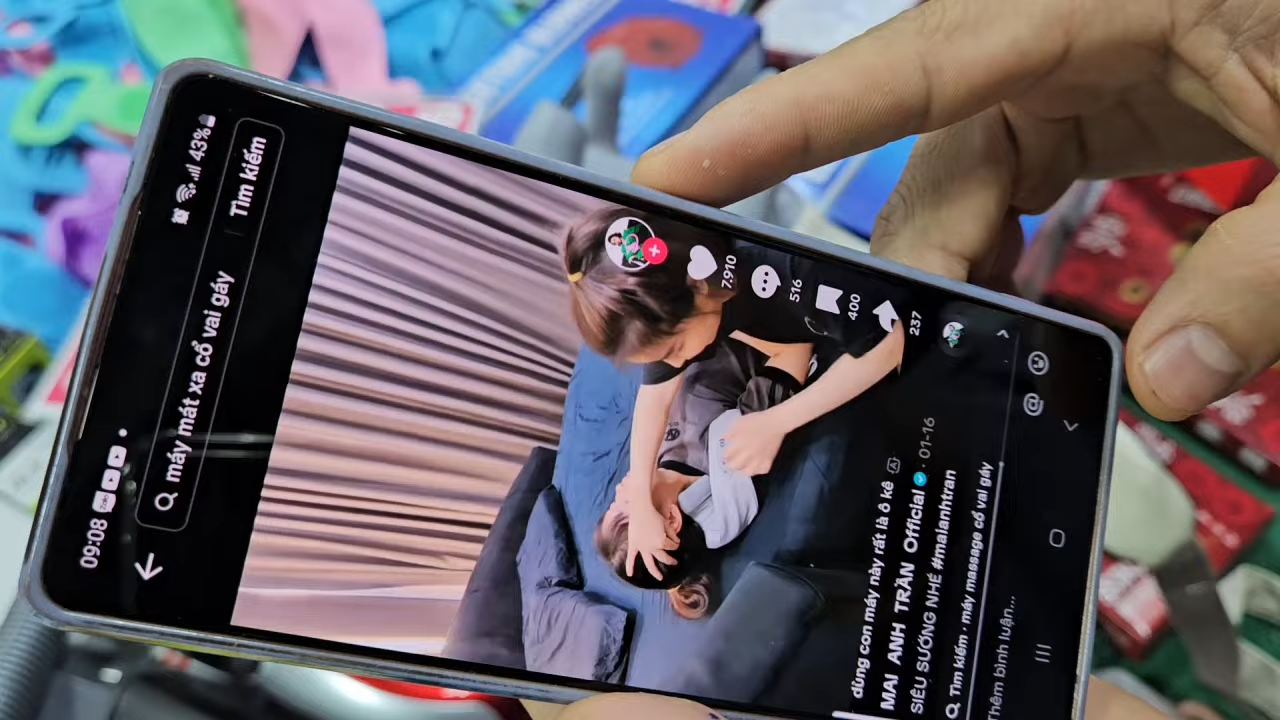 09:08
43%
máy mát xa cổ vai gáy
Tìm kiếm
7.910
516
400
237
dùng con máy này rất là ô kê
MAI ANH TRẦN Official · 01-16
SIÊU SƯỚNG NHÉ #maianhtran
Tìm kiếm · máy massage cổ vai gáy
Thêm bình luận...
@